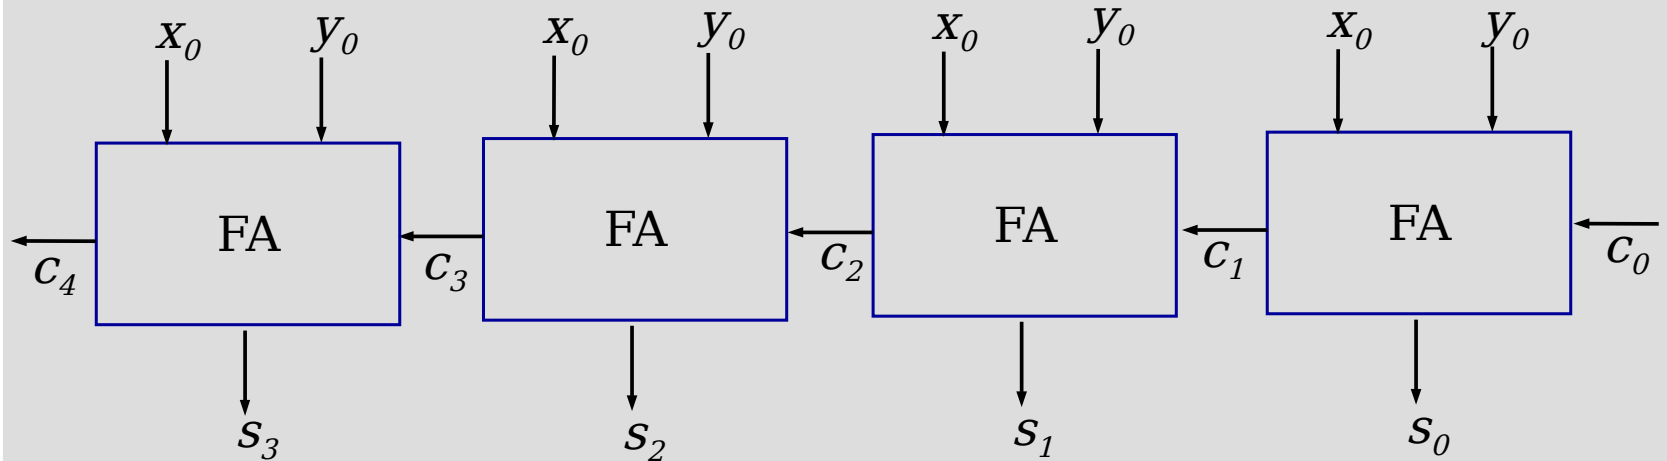 x0 y0 x0 y0 x0 y0 x0 y0
FA FA FA FA
c4 c3 c2 c1 c0
s3 s2 s1 s0